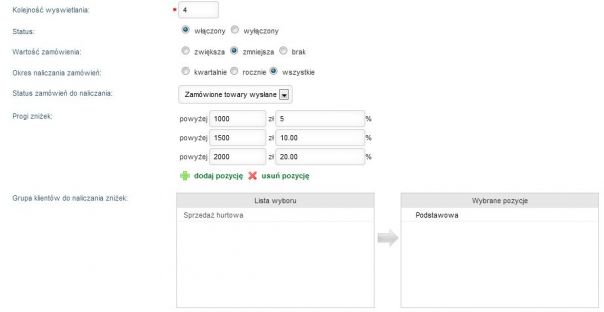 Kolejność wyswietlania: * 4
Status: włączony wyłączony
Wartość zamówienia: zwiększa zmniejsza brak
Okres naliczania zamówień: kwartalnie rocznie wszystkie
Status zamówień do naliczania: Zamówione towary wysłane
Progi zniżek: powyżej 1000 zł 5 %
powyżej 1500 zł 10.00 %
powyżej 2000 zł 20.00 %
dodaj pozycję usuń pozycję
Grupa klientów do naliczania zniżek: Lista wyboru Wybrane pozycje
Sprzedaż hurtowa Podstawowa